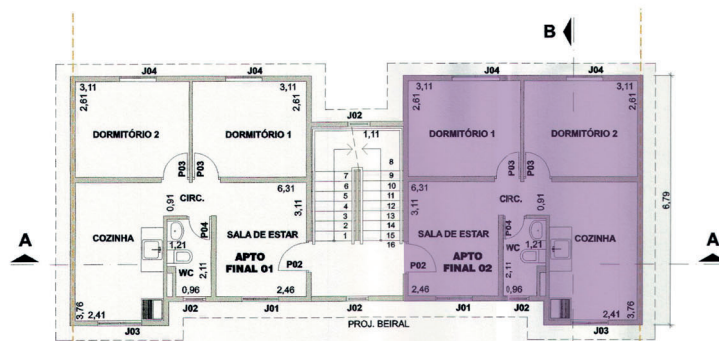 B
J04
J04
J04
J04
3,11
3,11
3,11
3,11
2,61
2,61
2,61
2,61
J02
1,11
DORMITÓRIO 2
DORMITÓRIO 1
DORMITÓRIO 1
DORMITÓRIO 2
P03
P03
P03
P03
8
7
9
6
10
5
11
4
12
3
13
2
14
1
15
16
6,31
6,31
3,11
3,11
CIRC.
CIRC.
0,91
0,91
6,79
P04
P04
COZINHA
SALA DE ESTAR
SALA DE ESTAR
COZINHA
A
A
1,21
1,21
APTO
FINAL 01
APTO
FINAL 02
WC
WC
2,11
2,11
P02
P02
0,96
2,46
2,46
0,96
3,76
2,41
2,41
3,76
J03
J02
J01
J02
J01
J02
J03
PROJ. BEIRAL